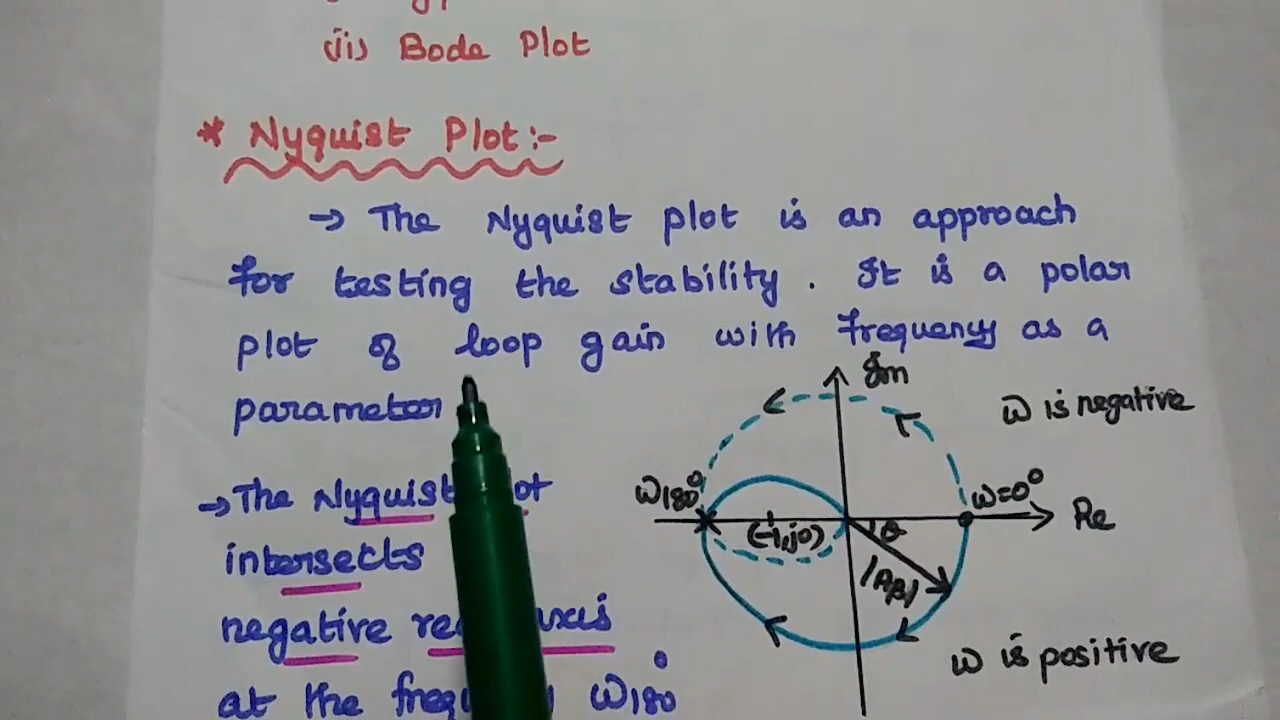 (ii) Bode Plot
* Nyquist Plot:-
→ The Nyquist plot is an approach
for testing the stability. It is a polar
plot of loop gain with frequency as a
parameter
Im
ω is negative
→ The Nyquist
intersects
negative axis
at the ω180°
ω180°
(-1,j0)
ω=0°
Re
θ
|Aβ|
ω is positive